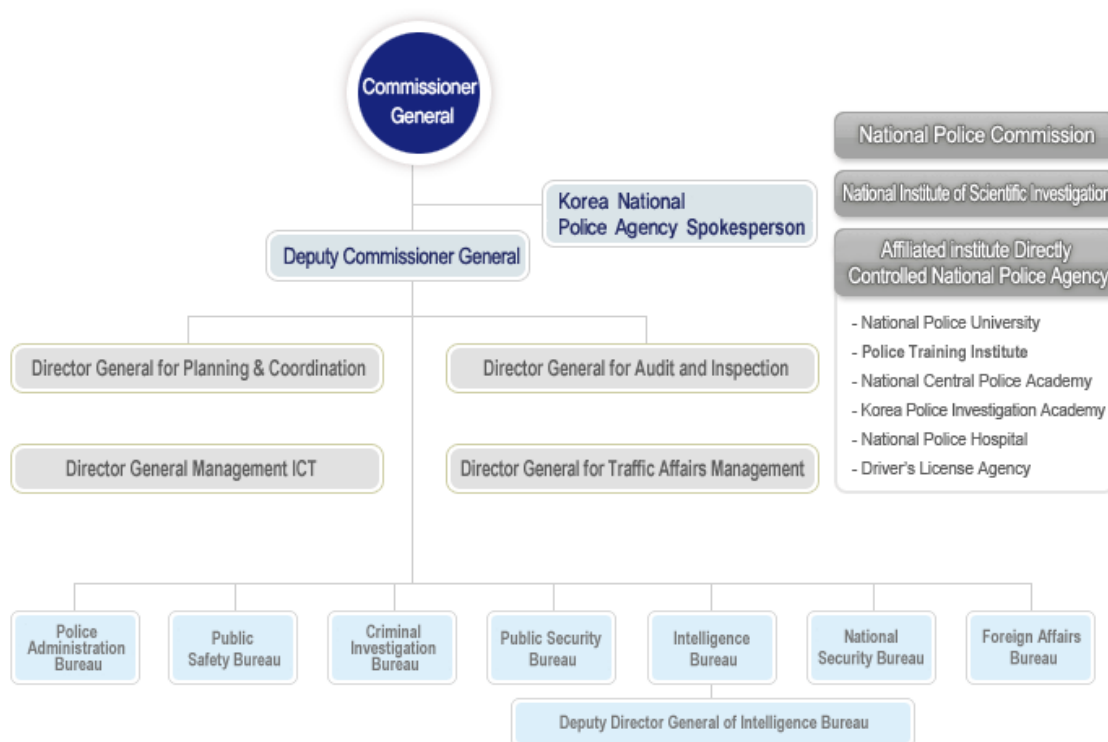 Commissioner
General
National Police Commission
National Institute of Scientific Investigation
Korea National
Police Agency Spokesperson
Deputy Commissioner General
Affiliated institute Directly
Controlled National Police Agency
- National Police University
- Police Training Institute
- National Central Police Academy
- Korea Police Investigation Academy
- National Police Hospital
- Driver's License Agency
Director General for Planning & Coordination
Director General for Audit and Inspection
Director General Management ICT
Director General for Traffic Affairs Management
Police
Administration
Bureau
Public
Safety Bureau
Criminal
Investigation
Bureau
Public Security
Bureau
Intelligence
Bureau
National
Security Bureau
Foreign Affairs
Bureau
Deputy Director General of Intelligence Bureau